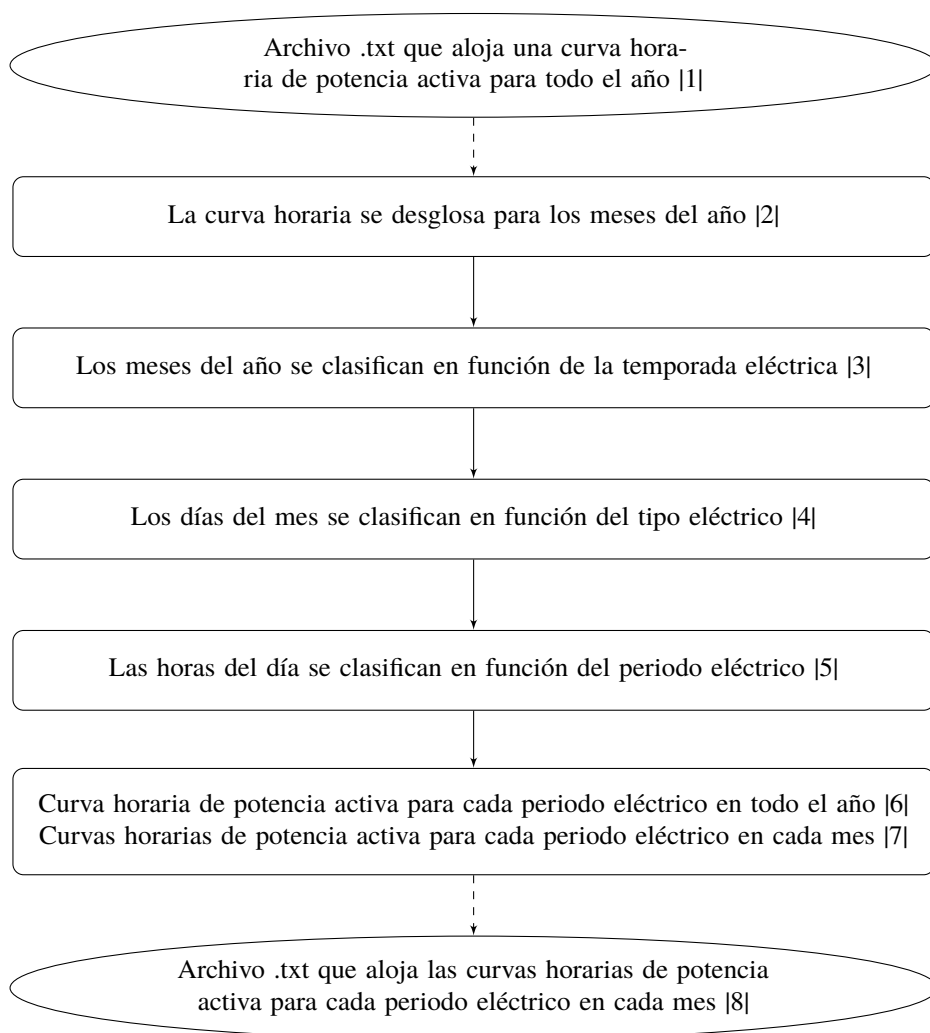 Archivo .txt que aloja una curva hora-
ria de potencia activa para todo el año |1|
La curva horaria se desglosa para los meses del año |2|
Los meses del año se clasifican en función de la temporada eléctrica |3|
Los días del mes se clasifican en función del tipo eléctrico |4|
Las horas del día se clasifican en función del periodo eléctrico |5|
Curva horaria de potencia activa para cada periodo eléctrico en todo el año |6|
Curvas horarias de potencia activa para cada periodo eléctrico en cada mes |7|
Archivo .txt que aloja las curvas horarias de potencia
activa para cada periodo eléctrico en cada mes |8|